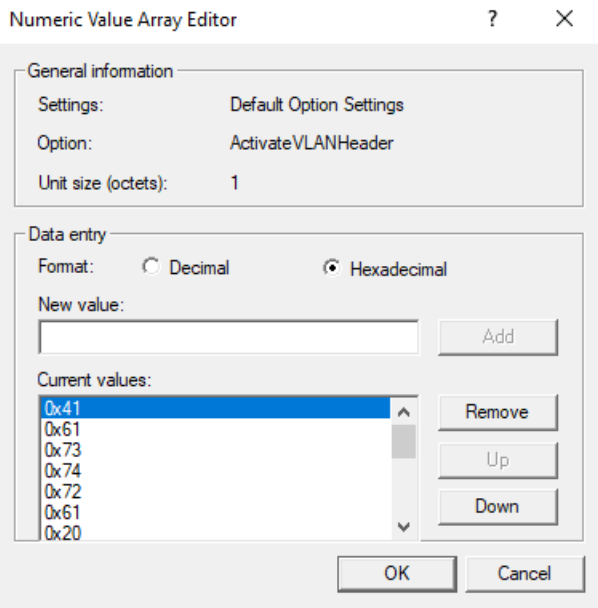 Numeric Value Array Editor ? ×
General information
Settings: Default Option Settings
Option: ActivateVLANHeader
Unit size (octets): 1
Data entry
Format: Decimal Hexadecimal
New value:
Add
Current values:
0x41
0x61
0x73
0x74
0x72
0x61
0x20
Remove
Up
Down
OK Cancel